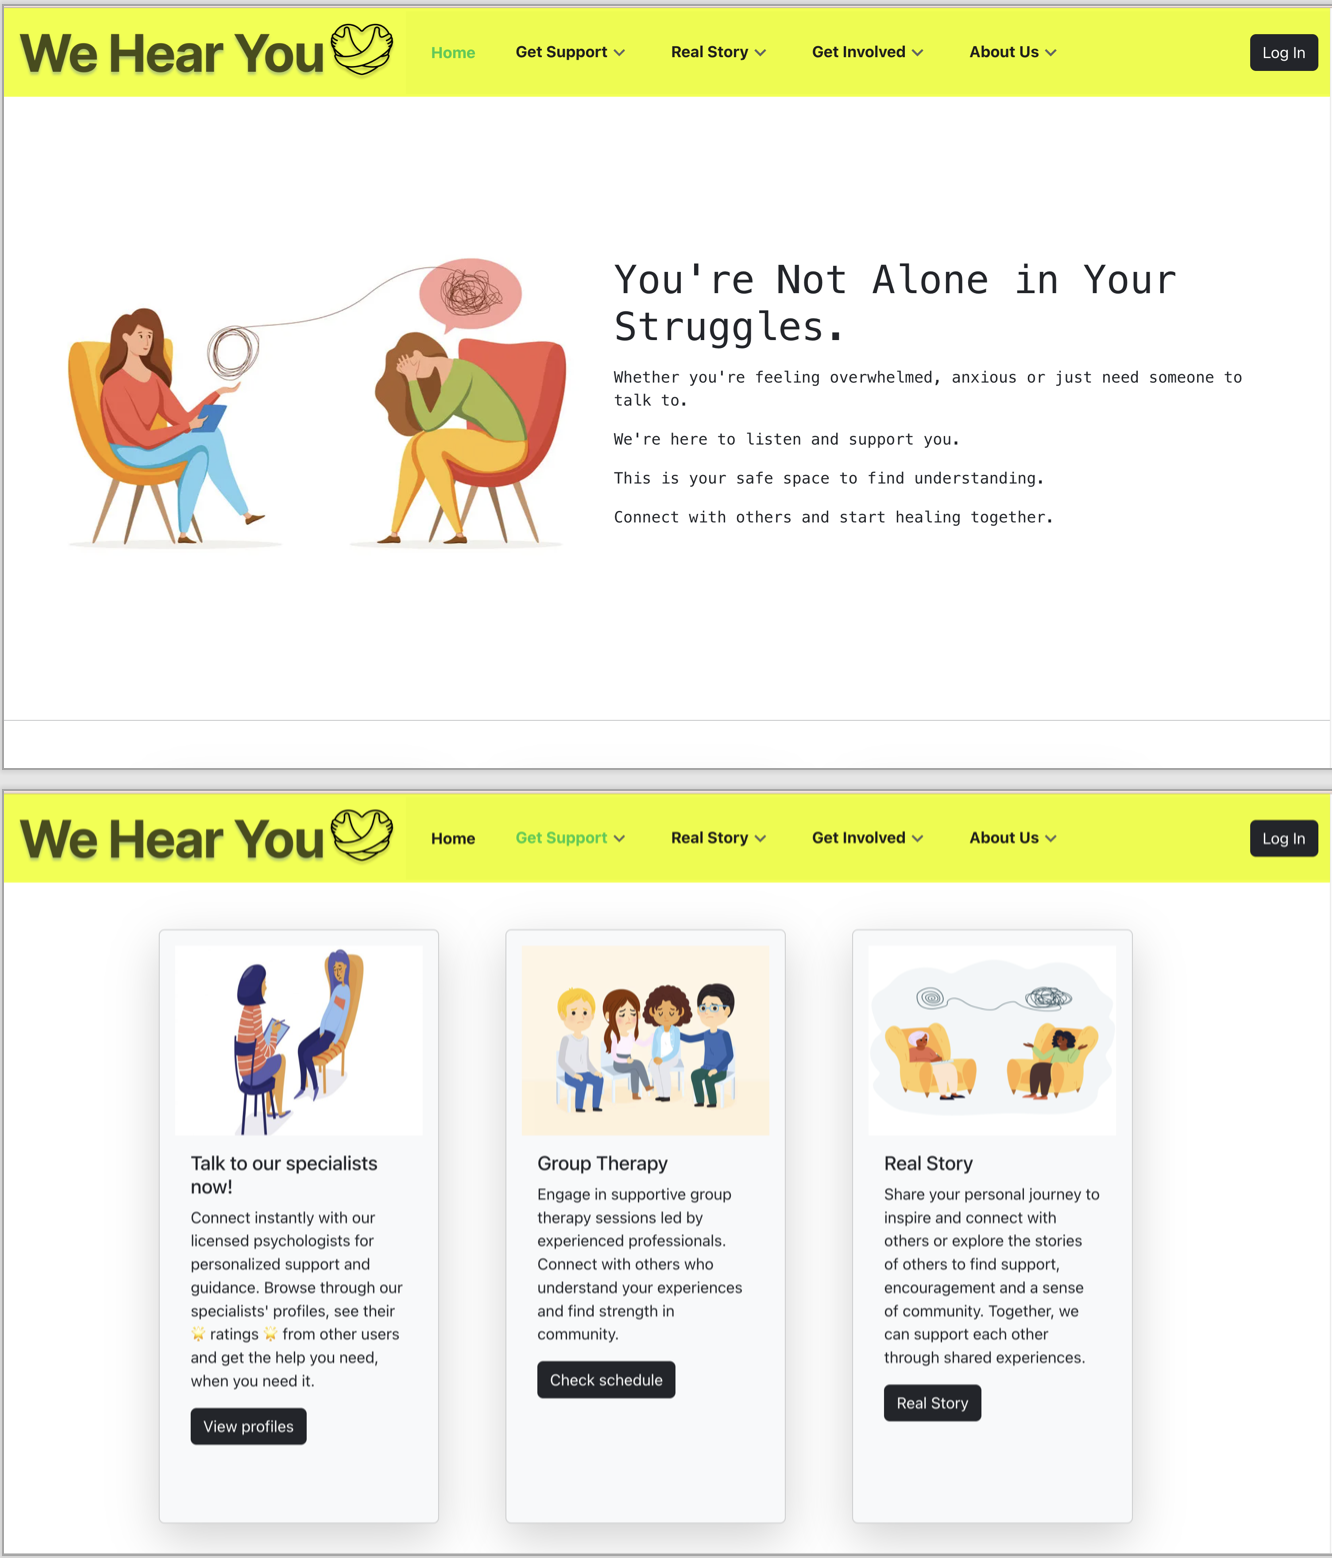 We Hear You
Home Get Support Real Story Get Involved About Us Log In
You're Not Alone in Your
Struggles.
Whether you're feeling overwhelmed, anxious or just need someone to
talk to.
We're here to listen and support you.
This is your safe space to find understanding.
Connect with others and start healing together.
We Hear You
Home Get Support Real Story Get Involved About Us Log In
Talk to our specialists
now!
Connect instantly with our
licensed psychologists for
personalized support and
guidance. Browse through our
specialists' profiles, see their
🌟 ratings 🌟 from other users
and get the help you need,
when you need it.
View profiles
Group Therapy
Engage in supportive group
therapy sessions led by
experienced professionals.
Connect with others who
understand your experiences
and find strength in
community.
Check schedule
Real Story
Share your personal journey to
inspire and connect with
others or explore the stories
of others to find support,
encouragement and a sense
of community. Together, we
can support each other
through shared experiences.
Real Story